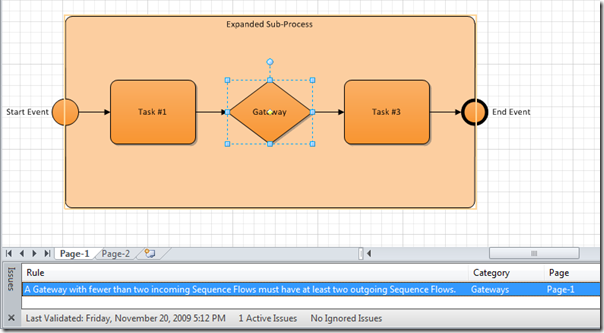 Expanded Sub-Process
Start Event
Task #1
Gateway
Task #3
End Event
Page-1 Page-2
Issues
Rule Category Page
A Gateway with fewer than two incoming Sequence Flows must have at least two outgoing Sequence Flows. Gateways Page-1
Last Validated: Friday, November 20, 2009 5:12 PM 1 Active Issues No Ignored Issues